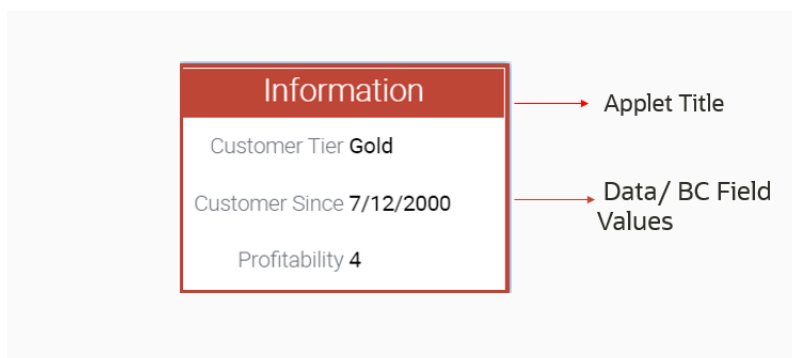 Information
Applet Title
Customer Tier Gold
Customer Since 7/12/2000
Data/ BC Field
Values
Profitability 4